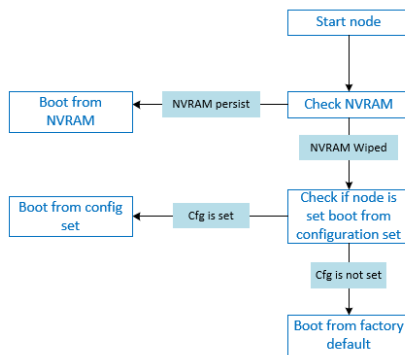 Start node
Boot from
NVRAM
NVRAM persist
Check NVRAM
NVRAM Wiped
Boot from config
set
Cfg is set
Check if node is
set boot from
configuration set
Cfg is not set
Boot from factory
default